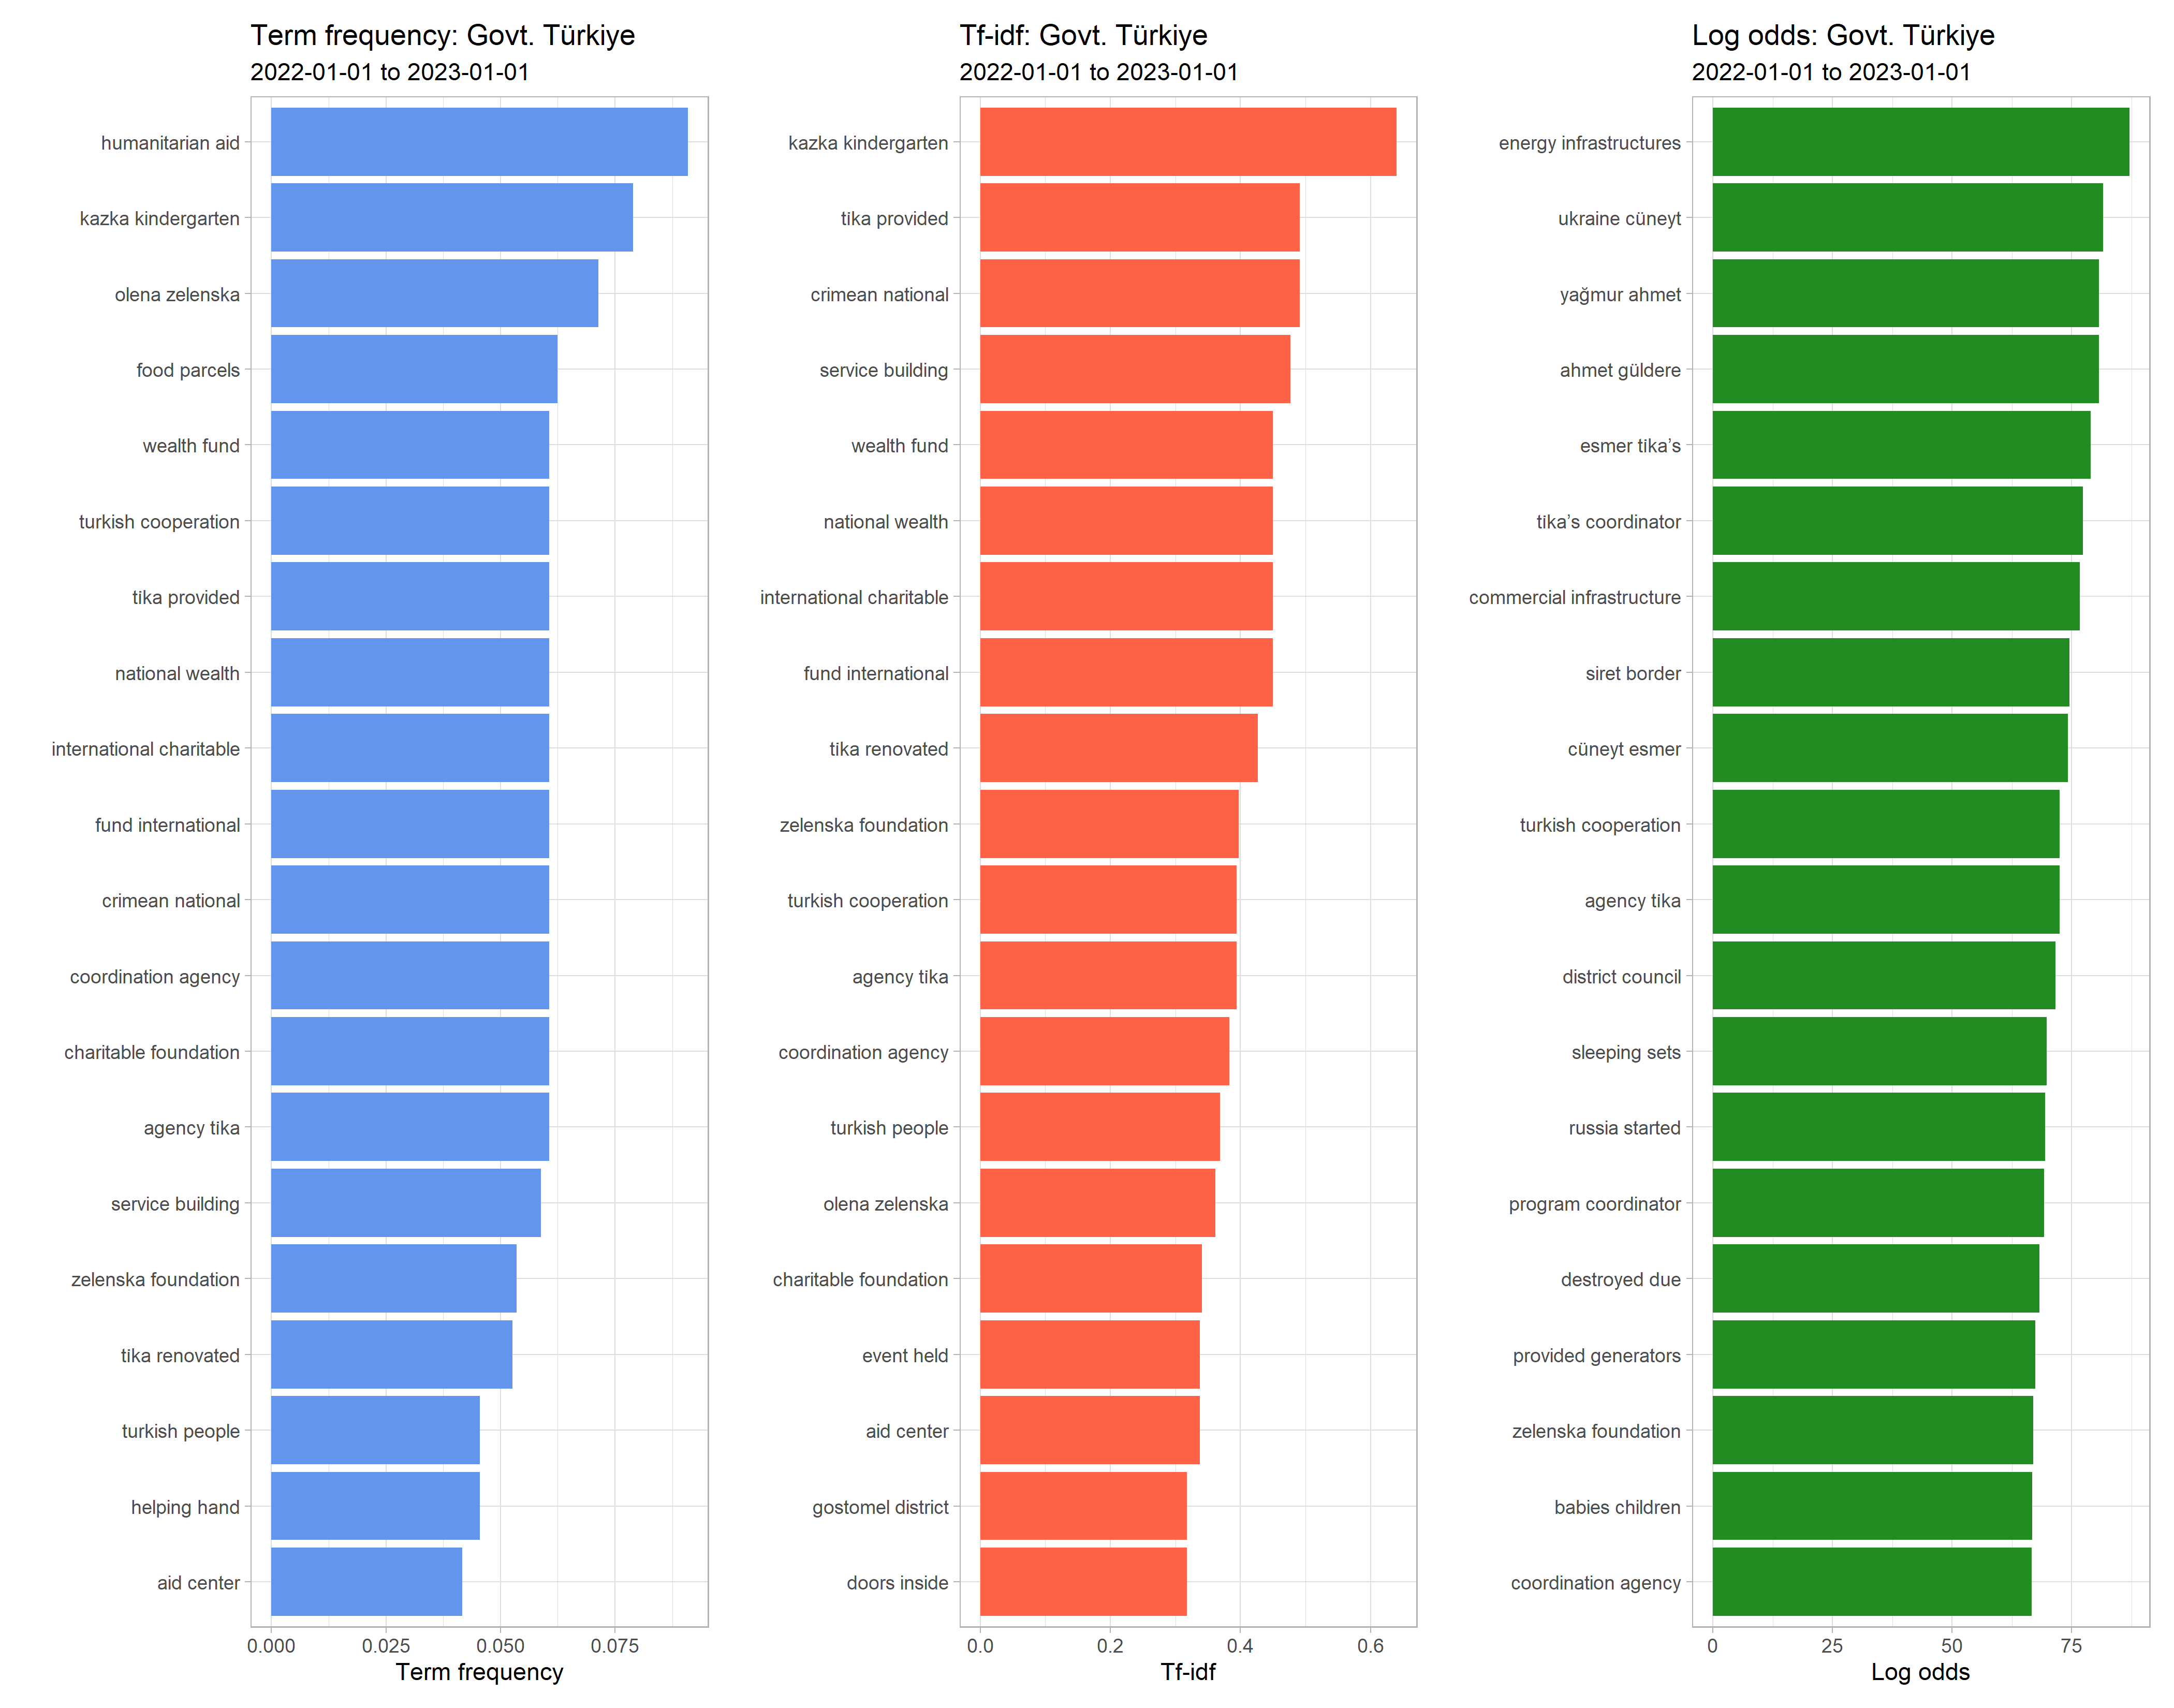 Term frequency: Govt. Türkiye
2022-01-01 to 2023-01-01
humanitarian aid
kazka kindergarten
olena zelenska
food parcels
wealth fund
turkish cooperation
tika provided
national wealth
international charitable
fund international
crimean national
coordination agency
charitable foundation
agency tika
service building
zelenska foundation
tika renovated
turkish people
helping hand
aid center
0.000 0.025 0.050 0.075
Term frequency
Tf-idf: Govt. Türkiye
2022-01-01 to 2023-01-01
kazka kindergarten
tika provided
crimean national
service building
wealth fund
national wealth
international charitable
fund international
tika renovated
zelenska foundation
turkish cooperation
agency tika
coordination agency
turkish people
olena zelenska
charitable foundation
event held
aid center
gostomel district
doors inside
0.0 0.2 0.4 0.6
Tf-idf
Log odds: Govt. Türkiye
2022-01-01 to 2023-01-01
energy infrastructures
ukraine cüneyt
yağmur ahmet
ahmet güldere
esmer tika’s
tika’s coordinator
commercial infrastructure
siret border
cüneyt esmer
turkish cooperation
agency tika
district council
sleeping sets
russia started
program coordinator
destroyed due
provided generators
zelenska foundation
babies children
coordination agency
0 25 50 75
Log odds